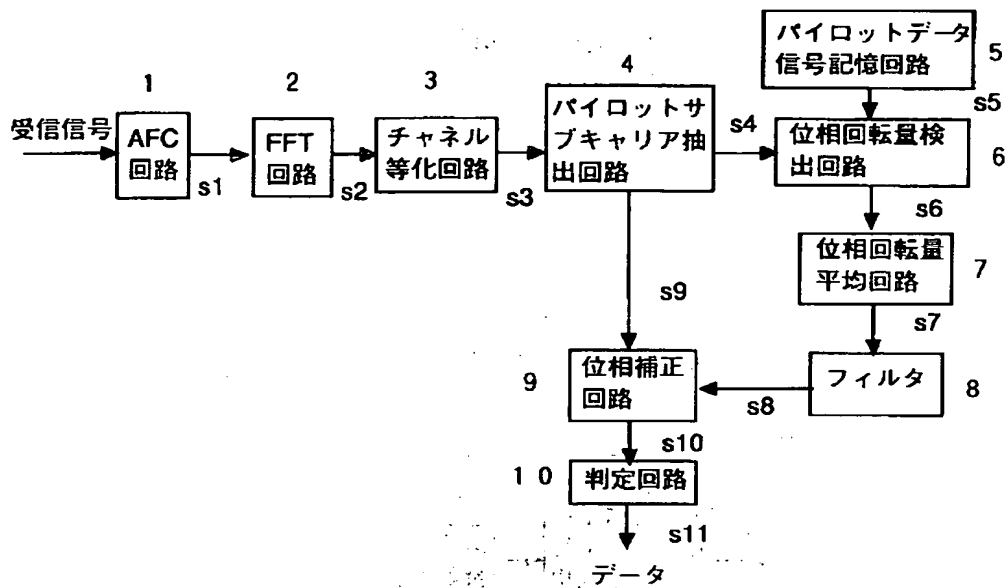 パイロットデータ
信号記憶回路
5
1
2
3
4
s5
受信信号
AFC
回路
s1
FFT
回路
s2
チャネル
等化回路
s3
パイロットサ
ブキャリア抽
出回路
s4
位相回転量検
出回路
6
s6
位相回転量
平均回路
7
s9
s7
9
位相補正
回路
s8
フィルタ
8
s10
10
判定回路
s11
データ